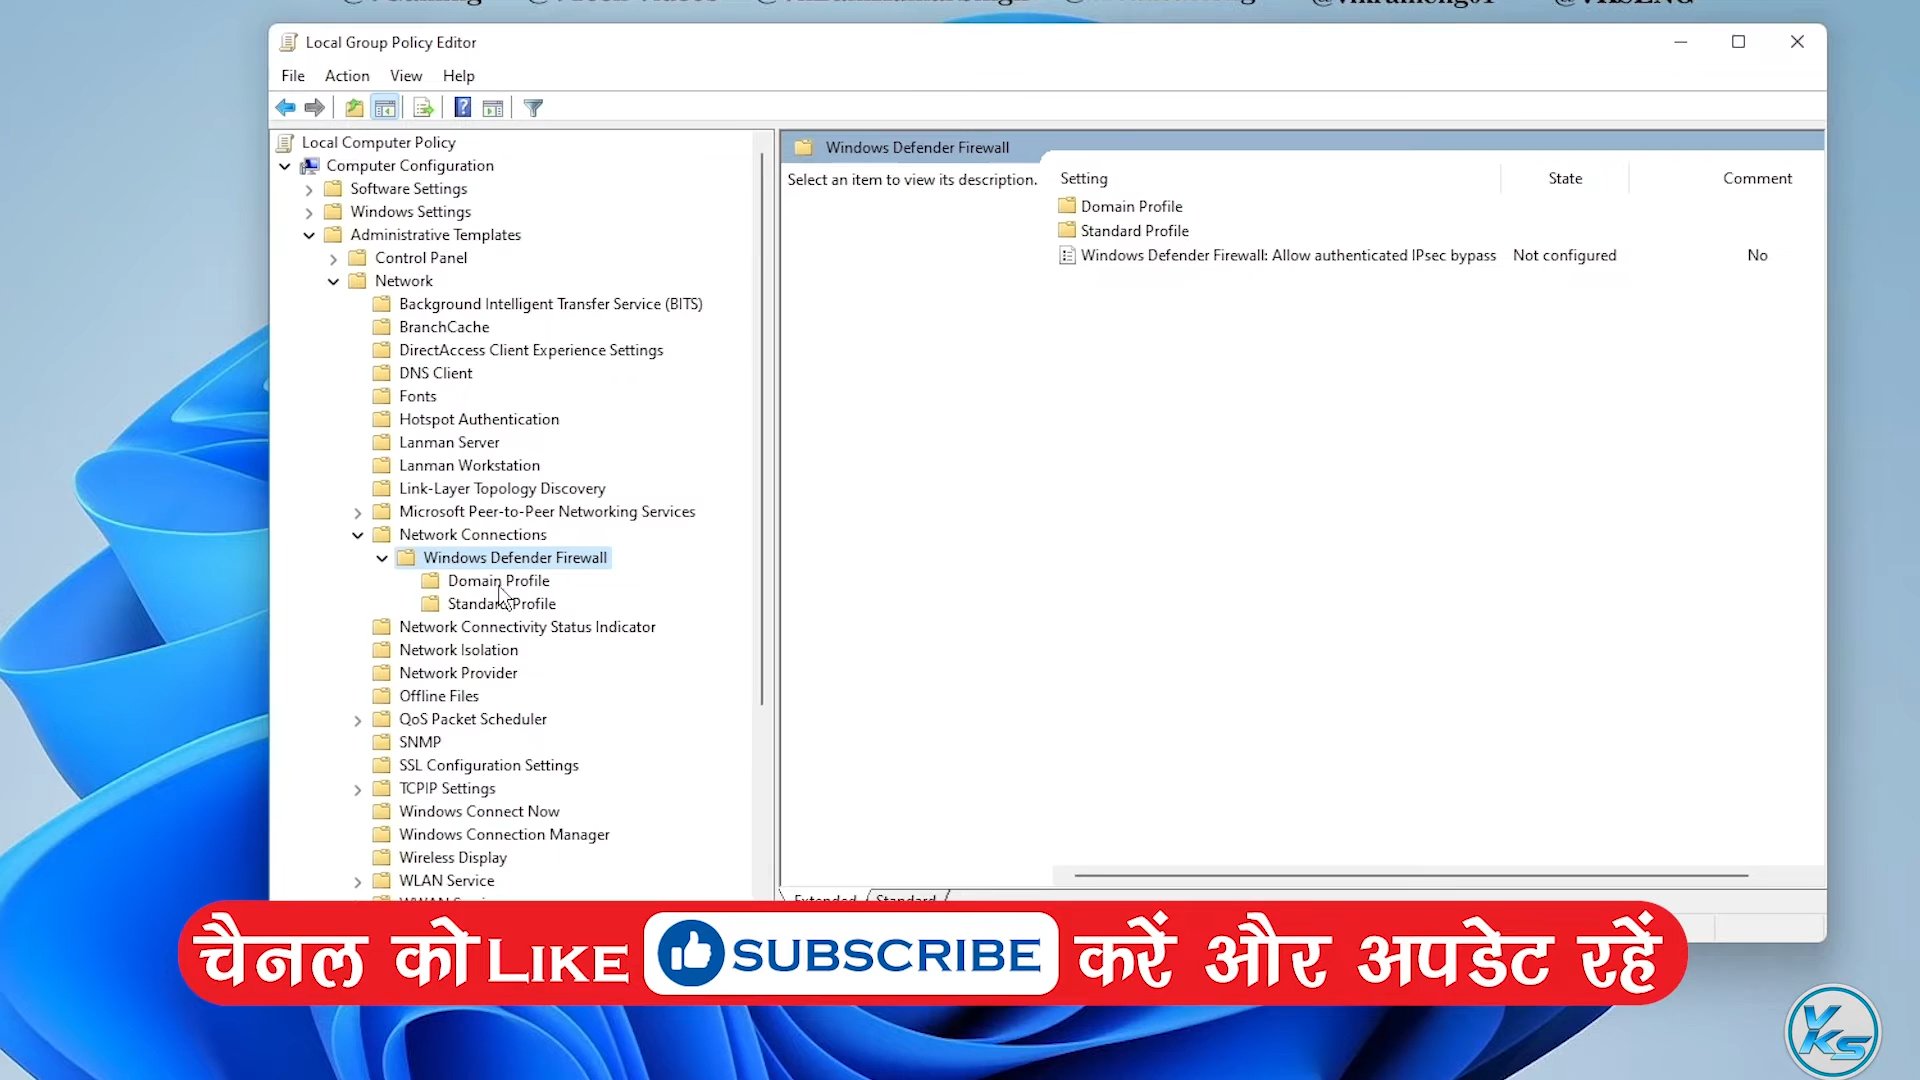 Local Group Policy Editor
File Action View Help
Local Computer Policy
Computer Configuration
Software Settings
Windows Settings
Administrative Templates
Control Panel
Network
Background Intelligent Transfer Service (BITS)
BranchCache
DirectAccess Client Experience Settings
DNS Client
Fonts
Hotspot Authentication
Lanman Server
Lanman Workstation
Link-Layer Topology Discovery
Microsoft Peer-to-Peer Networking Services
Network Connections
Windows Defender Firewall
Domain Profile
Standard Profile
Network Connectivity Status Indicator
Network Isolation
Network Provider
Offline Files
QoS Packet Scheduler
SNMP
SSL Configuration Settings
TCPIP Settings
Windows Connect Now
Windows Connection Manager
Wireless Display
WLAN Service
Windows Defender Firewall
Select an item to view its description.
Setting State Comment
Domain Profile
Standard Profile
Windows Defender Firewall: Allow authenticated IPsec bypass Not configured No
Extended Standard
चैनल को LIKE SUBSCRIBE करें और अपडेट रहें
VKS